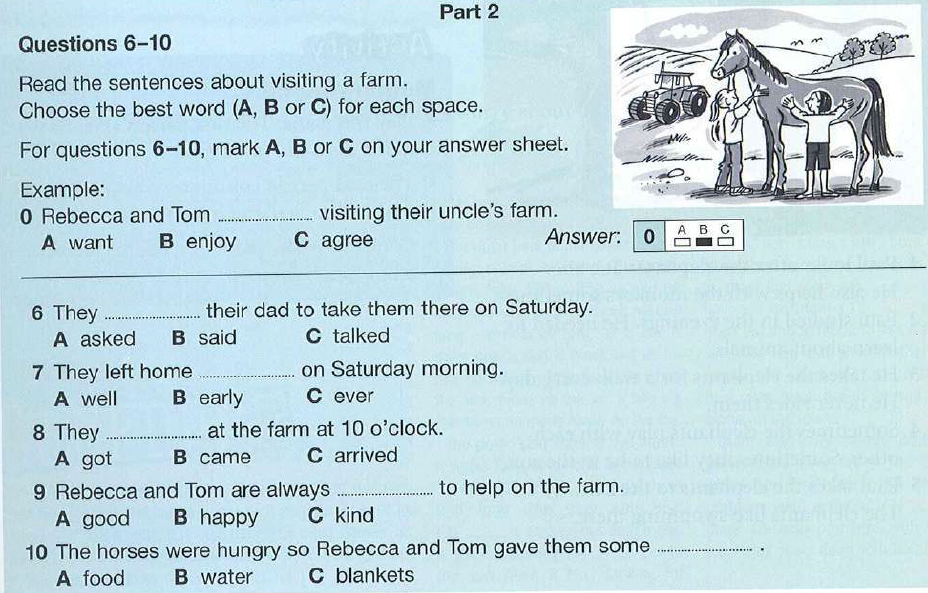 Part 2
Questions 6–10
Read the sentences about visiting a farm.
Choose the best word (A, B or C) for each space.
For questions 6–10, mark A, B or C on your answer sheet.
Example:
0 Rebecca and Tom .................... visiting their uncle's farm.
A want B enjoy C agree Answer: 0 A B C
6 They .................... their dad to take them there on Saturday.
A asked B said C talked
7 They left home .................... on Saturday morning.
A well B early C ever
8 They .................... at the farm at 10 o'clock.
A got B came C arrived
9 Rebecca and Tom are always .................... to help on the farm.
A good B happy C kind
10 The horses were hungry so Rebecca and Tom gave them some .................... .
A food B water C blankets